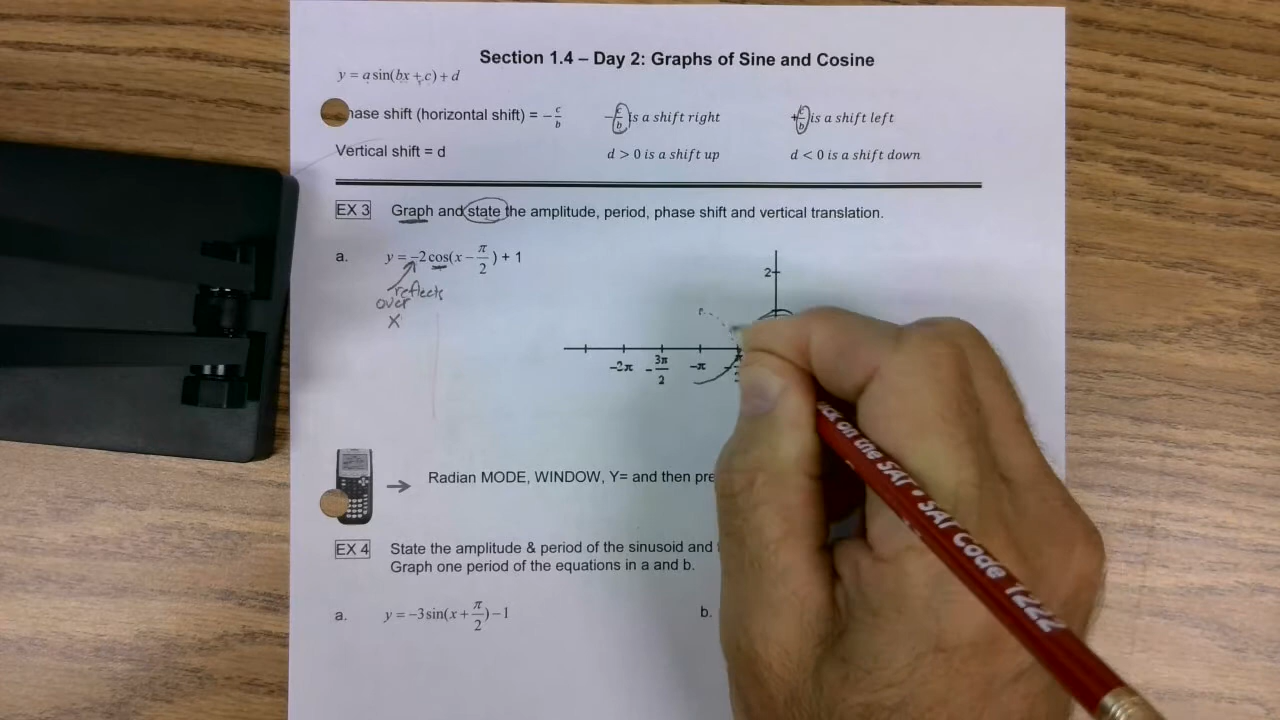 Section 1.4 – Day 2: Graphs of Sine and Cosine
y = a sin(bx + c) + d
hase shift (horizontal shift) = −c/b −c/b is a shift right +c/b is a shift left
Vertical shift = d d > 0 is a shift up d < 0 is a shift down
EX 3 Graph and state the amplitude, period, phase shift and vertical translation.
a. y = −2 cos(x − π/2) + 1
reflects
over
X
2
−2π −3π/2 −π
Radian MODE, WINDOW, Y= and then pre
EX 4 State the amplitude & period of the sinusoid and
Graph one period of the equations in a and b.
a. y = −3 sin(x + π/2) − 1 b.
ck on the SAT • SAT Code 1222